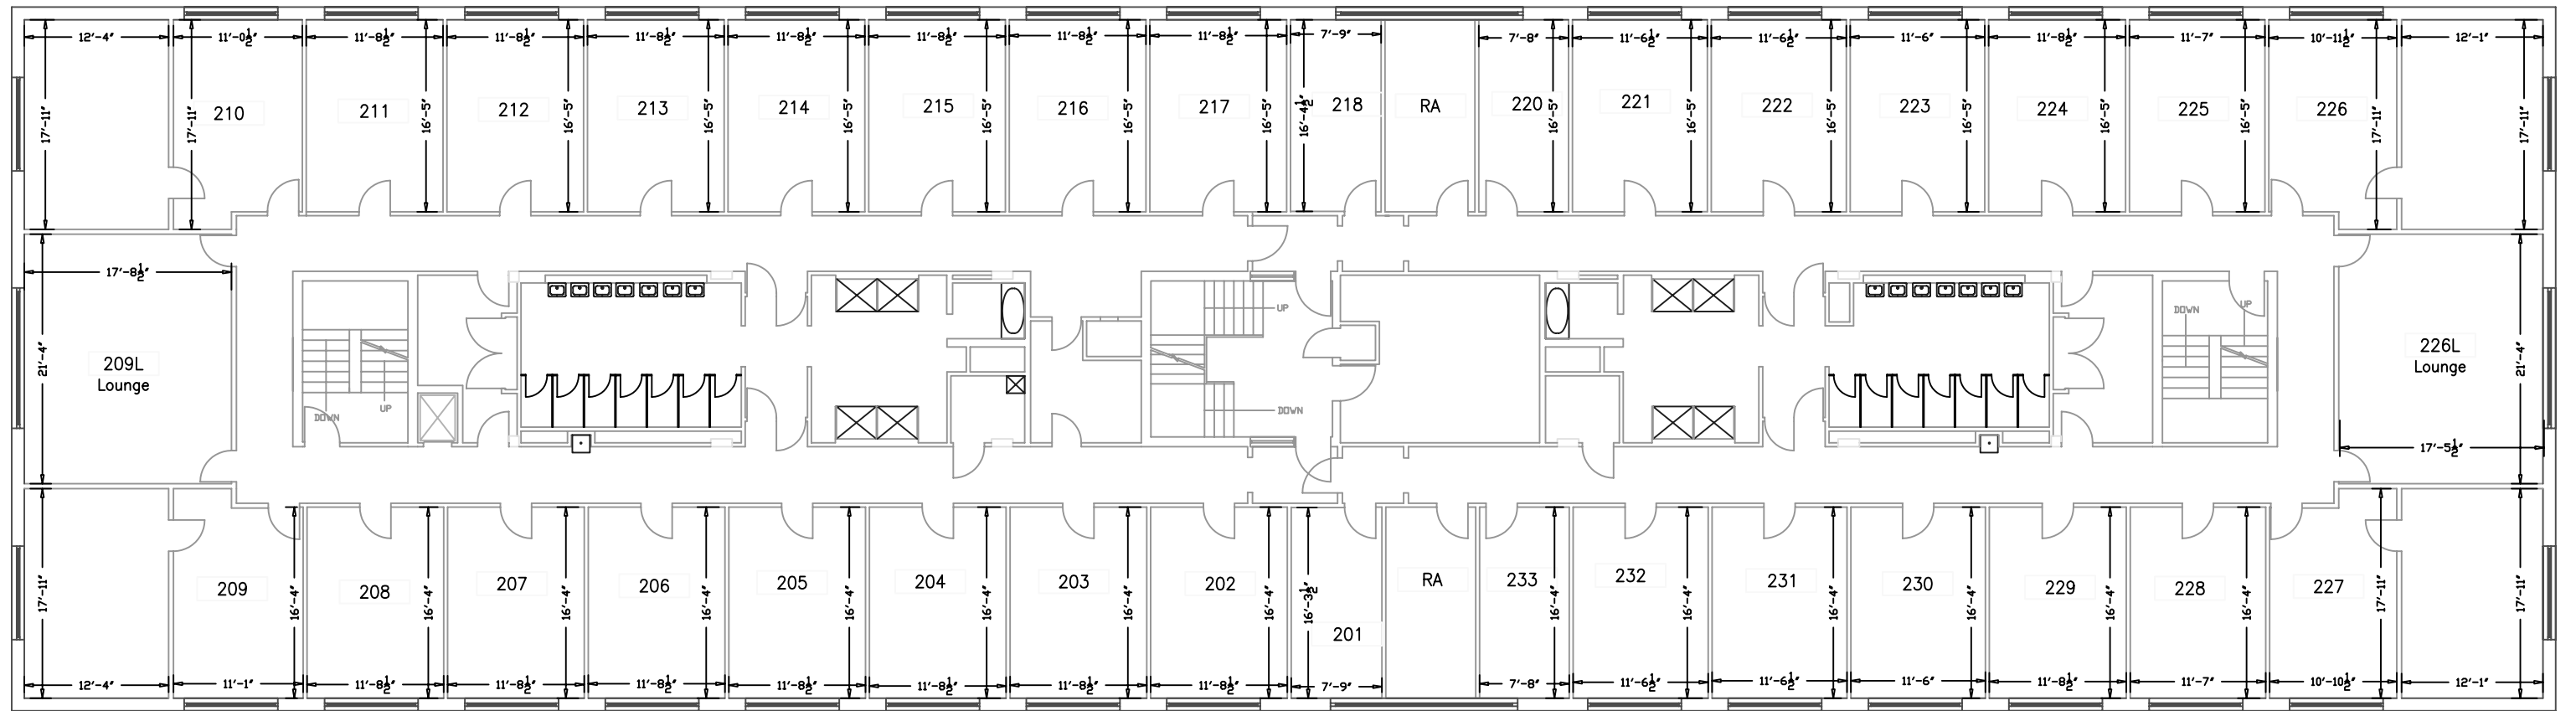 12'-4" 11'-0½" 11'-8½" 11'-8½" 11'-8½" 11'-8½" 11'-8½" 11'-8½" 11'-8½" 7'-9" 7'-8" 11'-6½" 11'-6½" 11'-6" 11'-8½" 11'-7" 10'-11½" 12'-1"
17'-11" 17'-11" 16'-5" 16'-5" 16'-5" 16'-5" 16'-5" 16'-5" 16'-5" 16'-4½" 16'-5" 16'-5" 16'-5" 16'-5" 16'-5" 16'-5" 17'-11" 17'-11"
210 211 212 213 214 215 216 217 218 RA 220 221 222 223 224 225 226
17'-8½"
UP
DOWN UP
21'-4" 21'-4"
209L
Lounge
226L
Lounge
DOWN UP
DOWN
17'-5½"
17'-11" 16'-4" 16'-4" 16'-4" 16'-4" 16'-4" 16'-4" 16'-4" 16'-4" 16'-3½" 16'-4" 16'-4" 16'-4" 16'-4" 16'-4" 16'-4" 17'-11" 17'-11"
209 208 207 206 205 204 203 202 201 RA 233 232 231 230 229 228 227
12'-4" 11'-1" 11'-8½" 11'-8½" 11'-8½" 11'-8½" 11'-8½" 11'-8½" 11'-8½" 7'-9" 7'-8" 11'-6½" 11'-6½" 11'-6" 11'-8½" 11'-7" 10'-10½" 12'-1"